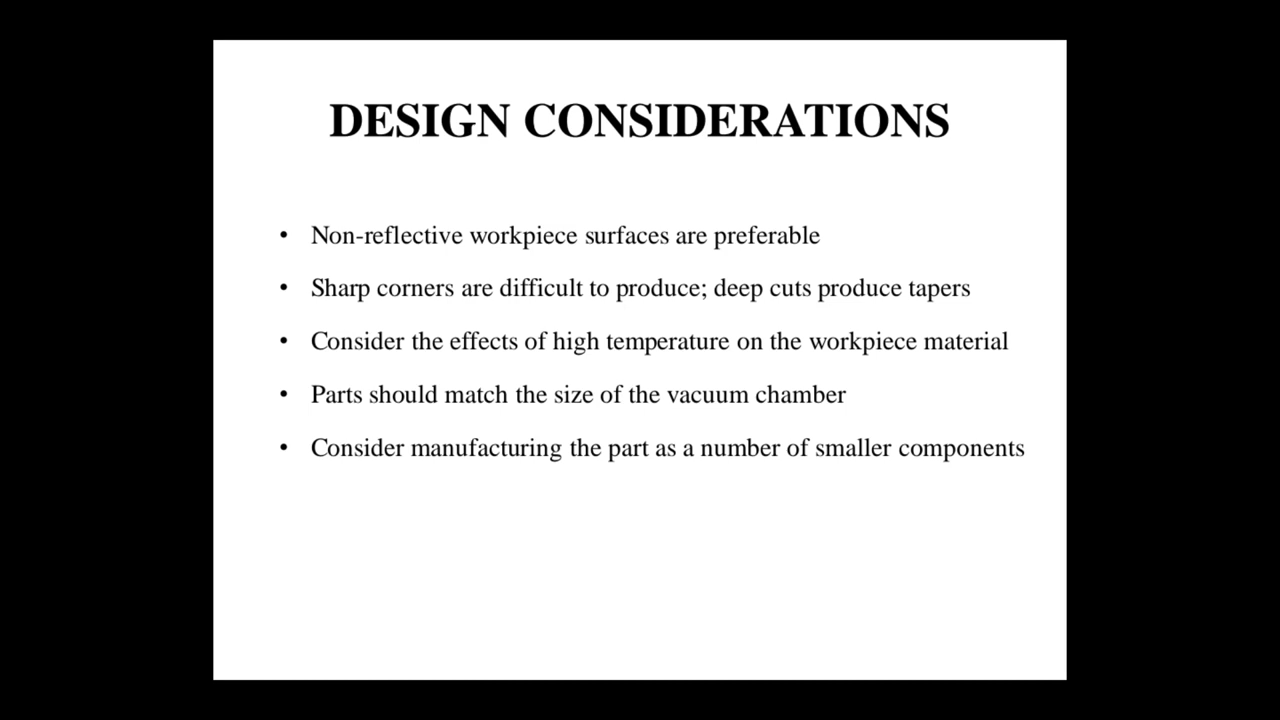 DESIGN CONSIDERATIONS
• Non-reflective workpiece surfaces are preferable
• Sharp corners are difficult to produce; deep cuts produce tapers
• Consider the effects of high temperature on the workpiece material
• Parts should match the size of the vacuum chamber
• Consider manufacturing the part as a number of smaller components